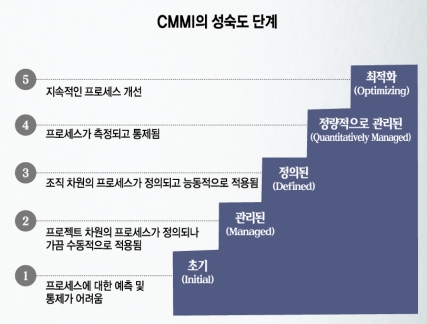 CMMI의 성숙도 단계
5
지속적인 프로세스 개선
최적화
(Optimizing)
4
프로세스가 측정되고 통제됨
정량적으로 관리된
(Quantitatively Managed)
3
조직 차원의 프로세스가 정의되고 능동적으로 적용됨
정의된
(Defined)
2
프로젝트 차원의 프로세스가 정의되나
가끔 수동적으로 적용됨
관리된
(Managed)
1
프로세스에 대한 예측 및
통제가 어려움
초기
(Initial)